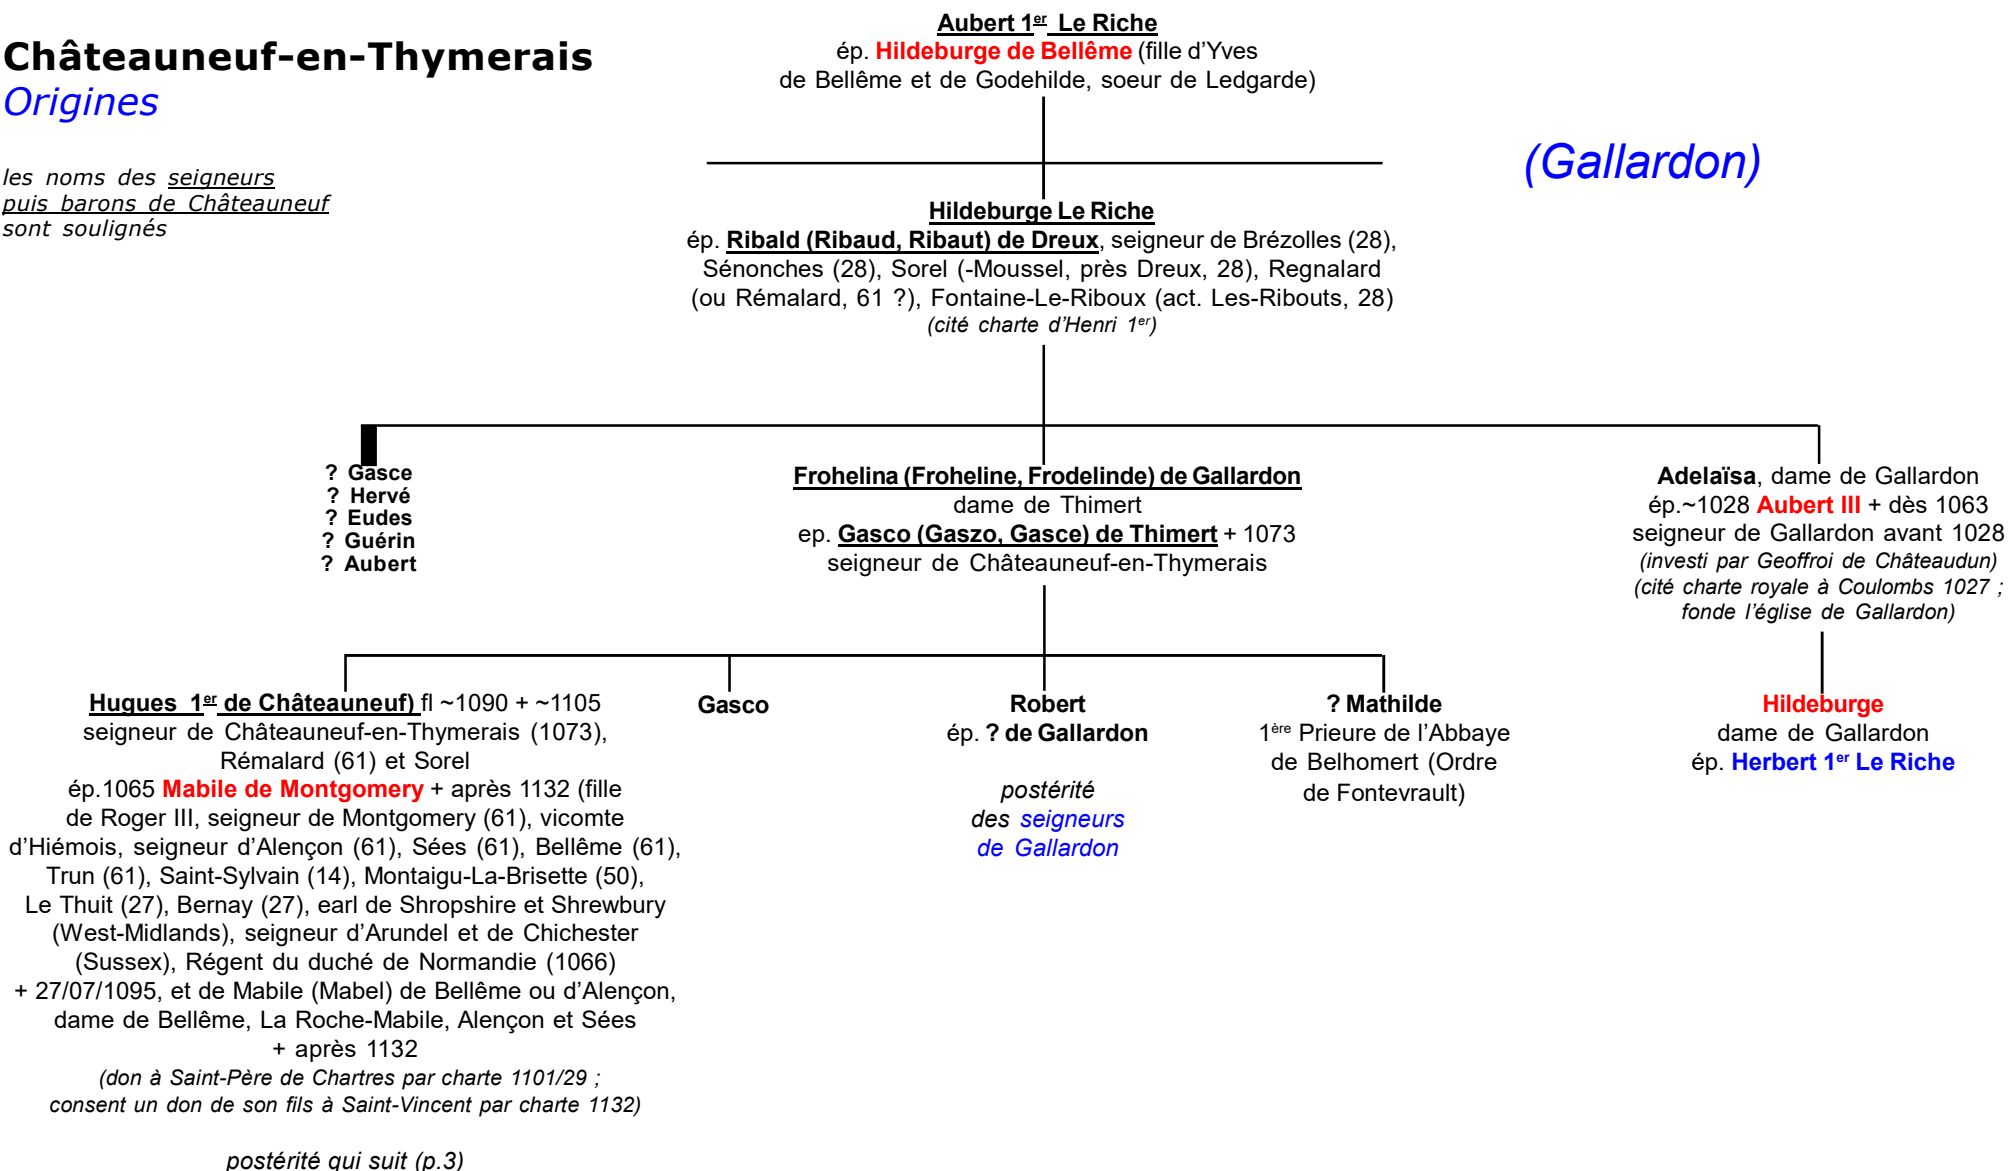 Châteauneuf-en-Thymerais
Origines
les noms des seigneurs
puis barons de Châteauneuf
sont soulignés
Aubert 1er Le Riche
ép. Hildeburge de Bellême (fille d'Yves
de Bellême et de Godehilde, soeur de Ledgarde)
(Gallardon)
Hildeburge Le Riche
ép. Ribald (Ribaud, Ribaut) de Dreux, seigneur de Brézolles (28),
Sénonches (28), Sorel (-Moussel, près Dreux, 28), Regnalard
(ou Rémalard, 61 ?), Fontaine-Le-Riboux (act. Les-Ribouts, 28)
(cité charte d'Henri 1er)
? Gasce
? Hervé
? Eudes
? Guérin
? Aubert
Frohelina (Froheline, Frodelinde) de Gallardon
dame de Thimert
ep. Gasco (Gaszo, Gasce) de Thimert + 1073
seigneur de Châteauneuf-en-Thymerais
Adelaïsa, dame de Gallardon
ép.~1028 Aubert III + dès 1063
seigneur de Gallardon avant 1028
(investi par Geoffroi de Châteaudun)
(cité charte royale à Coulombs 1027 ;
fonde l'église de Gallardon)
Hugues 1er de Châteauneuf) fl ~1090 + ~1105
seigneur de Châteauneuf-en-Thymerais (1073),
Rémalard (61) et Sorel
ép.1065 Mabile de Montgomery + après 1132 (fille
de Roger III, seigneur de Montgomery (61), vicomte
d'Hiémois, seigneur d'Alençon (61), Sées (61), Bellême (61),
Trun (61), Saint-Sylvain (14), Montaigu-La-Brisette (50),
Le Thuit (27), Bernay (27), earl de Shropshire et Shrewbury
(West-Midlands), seigneur d'Arundel et de Chichester
(Sussex), Régent du duché de Normandie (1066)
+ 27/07/1095, et de Mabile (Mabel) de Bellême ou d'Alençon,
dame de Bellême, La Roche-Mabile, Alençon et Sées
+ après 1132
(don à Saint-Père de Chartres par charte 1101/29 ;
consent un don de son fils à Saint-Vincent par charte 1132)
postérité qui suit (p.3)
Gasco
Robert
ép. ? de Gallardon
postérité
des seigneurs
de Gallardon
? Mathilde
1ère Prieure de l'Abbaye
de Belhomert (Ordre
de Fontevrault)
Hildeburge
dame de Gallardon
ép. Herbert 1er Le Riche